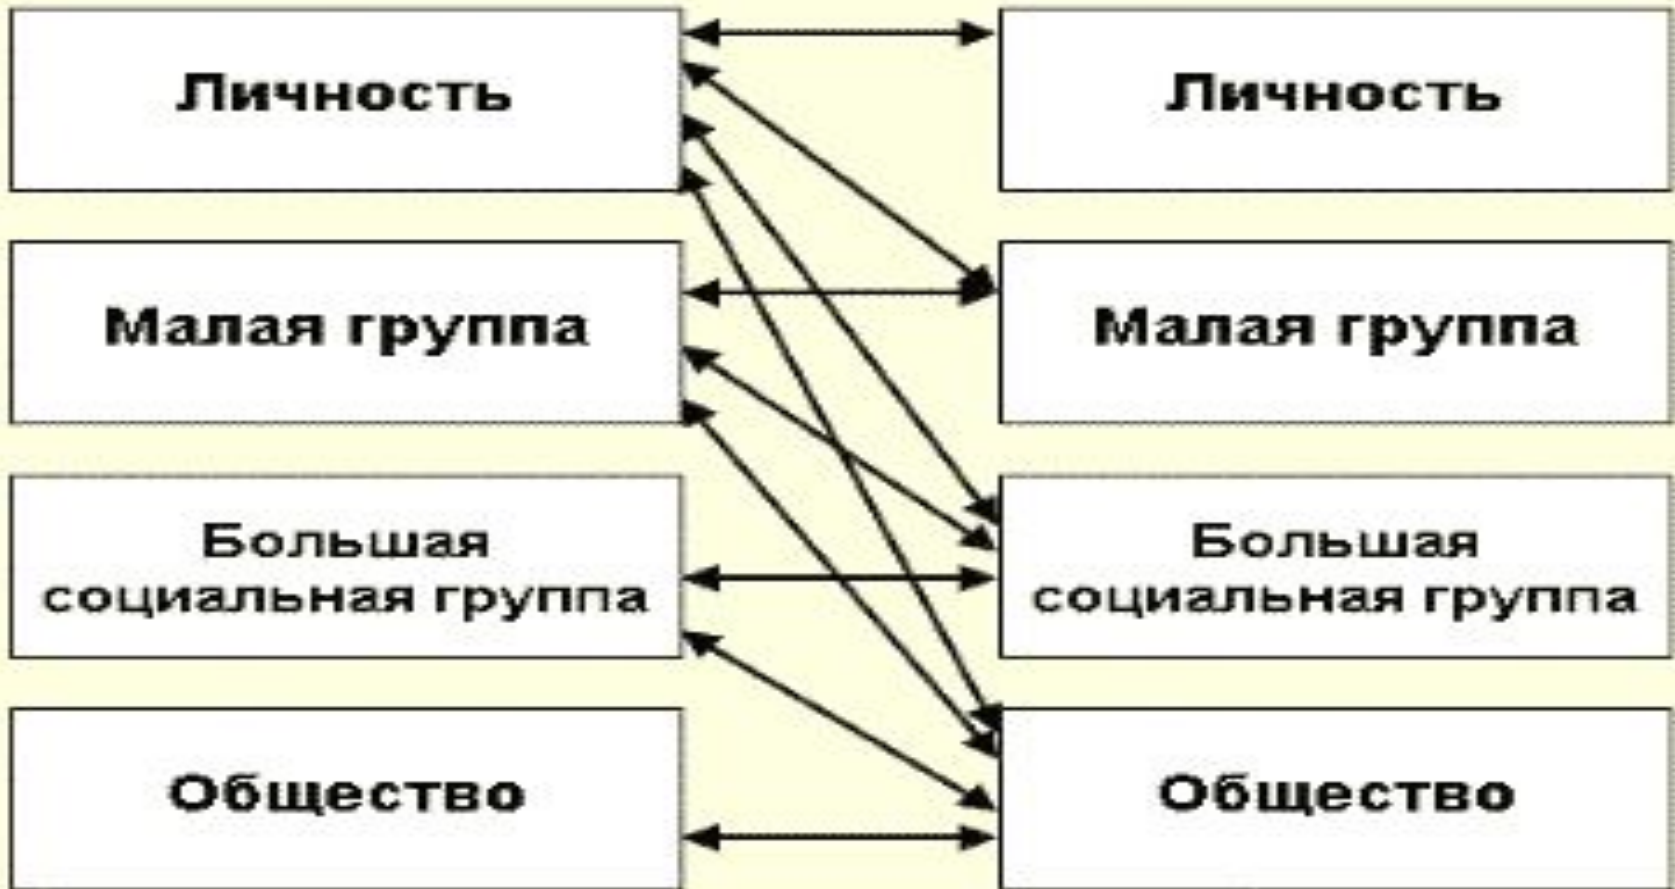 Личность
Личность
Малая группа
Малая группа
Большая
социальная группа
Большая
социальная группа
Общество
Общество